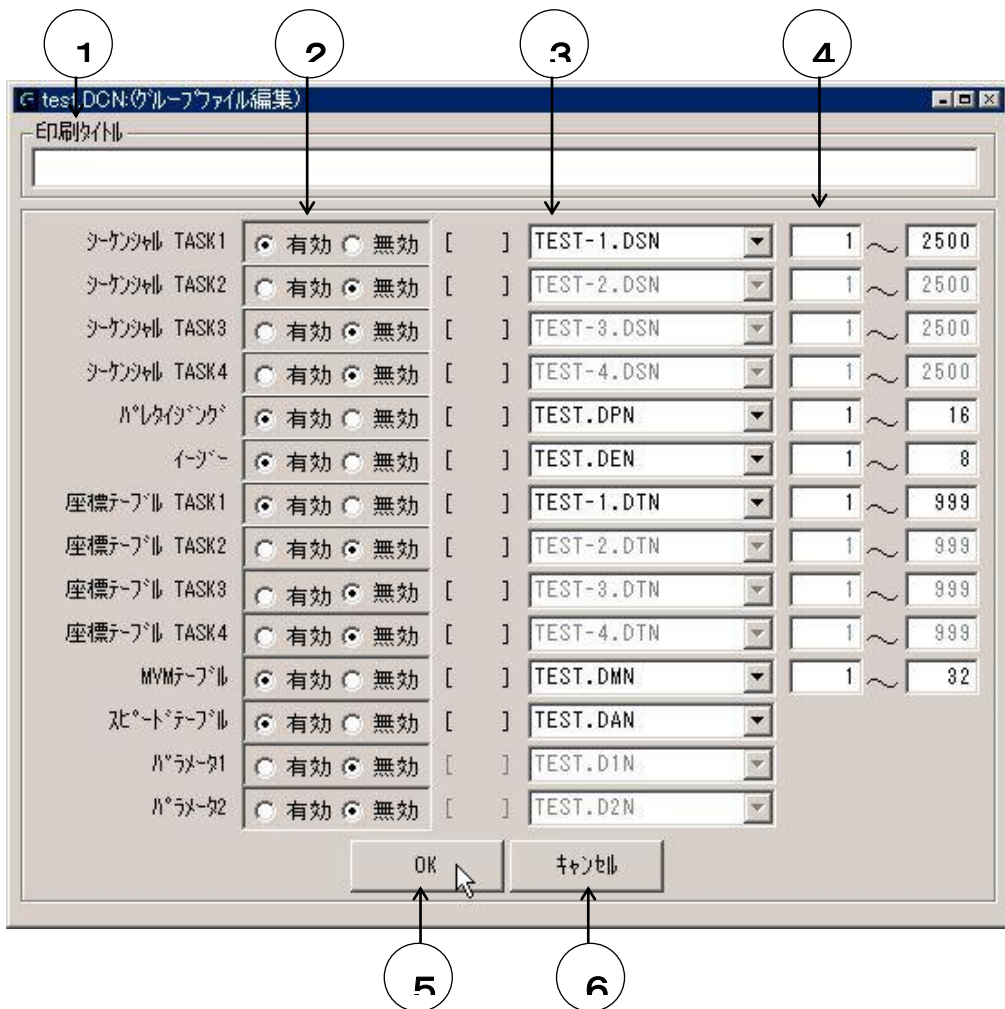 1 2 3 4
test.DCN:(ｸﾞﾙｰﾌﾟﾌｧｲﾙ編集)
印刷ﾀｲﾄﾙ
ｼｰｹﾝｼｬﾙ TASK1 有効 無効 [ ] TEST-1.DSN 1 ～ 2500
ｼｰｹﾝｼｬﾙ TASK2 有効 無効 [ ] TEST-2.DSN 1 ～ 2500
ｼｰｹﾝｼｬﾙ TASK3 有効 無効 [ ] TEST-3.DSN 1 ～ 2500
ｼｰｹﾝｼｬﾙ TASK4 有効 無効 [ ] TEST-4.DSN 1 ～ 2500
ﾊﾟﾚﾀｲｼﾞﾝｸﾞ 有効 無効 [ ] TEST.DPN 1 ～ 16
ｲｰｼﾞｰ 有効 無効 [ ] TEST.DEN 1 ～ 8
座標ﾃｰﾌﾞﾙ TASK1 有効 無効 [ ] TEST-1.DTN 1 ～ 999
座標ﾃｰﾌﾞﾙ TASK2 有効 無効 [ ] TEST-2.DTN 1 ～ 999
座標ﾃｰﾌﾞﾙ TASK3 有効 無効 [ ] TEST-3.DTN 1 ～ 999
座標ﾃｰﾌﾞﾙ TASK4 有効 無効 [ ] TEST-4.DTN 1 ～ 999
MVMﾃｰﾌﾞﾙ 有効 無効 [ ] TEST.DMN 1 ～ 32
ｽﾋﾟｰﾄﾞﾃｰﾌﾞﾙ 有効 無効 [ ] TEST.DAN
ﾊﾟﾗﾒｰﾀ1 有効 無効 [ ] TEST.D1N
ﾊﾟﾗﾒｰﾀ2 有効 無効 [ ] TEST.D2N
OK ｷｬﾝｾﾙ
5 6